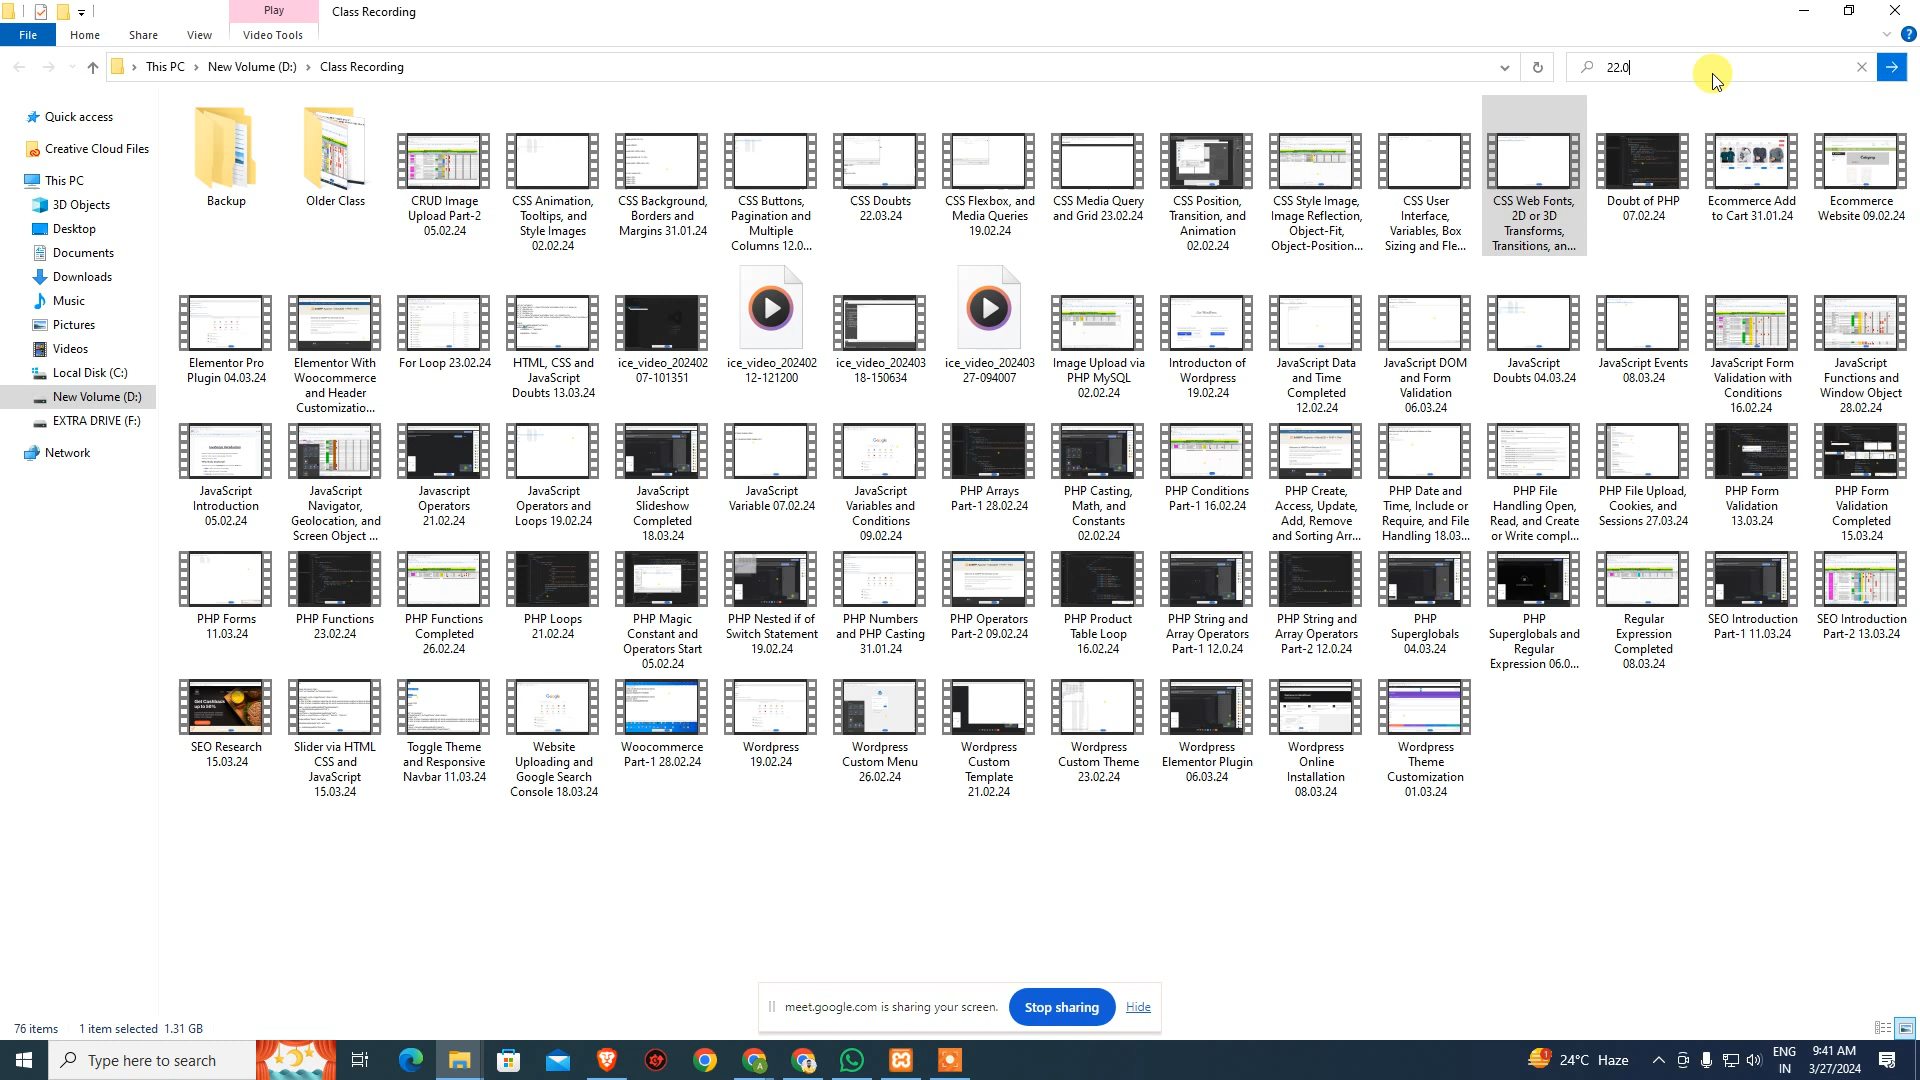 Play
Class Recording
File
Home
Share
View
Video Tools
This PC
New Volume (D:)
Class Recording
22.0
Quick access
Creative Cloud Files
This PC
3D Objects
Desktop
Documents
Downloads
Music
Pictures
Videos
Local Disk (C:)
New Volume (D:)
EXTRA DRIVE (F:)
Network
Backup
Older Class
CRUD Image
Upload Part-2
05.02.24
CSS Animation,
Tooltips, and
Style Images
02.02.24
CSS Background,
Borders and
Margins 31.01.24
CSS Buttons,
Pagination and
Multiple
Columns 12.0...
CSS Doubts
22.03.24
CSS Flexbox, and
Media Queries
19.02.24
CSS Media Query
and Grid 23.02.24
CSS Position,
Transition, and
Animation
02.02.24
CSS Style Image,
Image Reflection,
Object-Fit,
Object-Position...
CSS User
Interface,
Variables, Box
Sizing and Fle...
CSS Web Fonts,
2D or 3D
Transforms,
Transitions, an...
Doubt of PHP
07.02.24
Ecommerce Add
to Cart 31.01.24
Ecommerce
Website 09.02.24
Elementor Pro
Plugin 04.03.24
Elementor With
Woocommerce
and Header
Customizatio...
For Loop 23.02.24
HTML, CSS and
JavaScript
Doubts 13.03.24
ice_video_202402
07-101351
ice_video_202402
12-121200
ice_video_202403
18-150634
ice_video_202403
27-094007
Image Upload via
PHP MySQL
02.02.24
Introducton of
Wordpress
19.02.24
JavaScript Data
and Time
Completed
12.02.24
JavaScript DOM
and Form
Validation
06.03.24
JavaScript
Doubts 04.03.24
JavaScript Events
08.03.24
JavaScript Form
Validation with
Conditions
16.02.24
JavaScript
Functions and
Window Object
28.02.24
JavaScript
Introduction
05.02.24
JavaScript
Navigator,
Geolocation, and
Screen Object ...
Javascript
Operators
21.02.24
JavaScript
Operators and
Loops 19.02.24
JavaScript
Slideshow
Completed
18.03.24
JavaScript
Variable 07.02.24
JavaScript
Variables and
Conditions
09.02.24
PHP Arrays
Part-1 28.02.24
PHP Casting,
Math, and
Constants
02.02.24
PHP Conditions
Part-1 16.02.24
PHP Create,
Access, Update,
Add, Remove
and Sorting Arr...
PHP Date and
Time, Include or
Require, and File
Handling 18.03...
PHP File
Handling Open,
Read, and Create
or Write compl...
PHP File Upload,
Cookies, and
Sessions 27.03.24
PHP Form
Validation
13.03.24
PHP Form
Validation
Completed
15.03.24
PHP Forms
11.03.24
PHP Functions
23.02.24
PHP Functions
Completed
26.02.24
PHP Loops
21.02.24
PHP Magic
Constant and
Operators Start
05.02.24
PHP Nested if of
Switch Statement
19.02.24
PHP Numbers
and PHP Casting
31.01.24
PHP Operators
Part-2 09.02.24
PHP Product
Table Loop
16.02.24
PHP String and
Array Operators
Part-1 12.0.24
PHP String and
Array Operators
Part-2 12.0.24
PHP
Superglobals
04.03.24
PHP
Superglobals and
Regular
Expression 06.0...
Regular
Expression
Completed
08.03.24
SEO Introduction
Part-1 11.03.24
SEO Introduction
Part-2 13.03.24
SEO Research
15.03.24
Slider via HTML
CSS and
JavaScript
15.03.24
Toggle Theme
and Responsive
Navbar 11.03.24
Website
Uploading and
Google Search
Console 18.03.24
Woocommerce
Part-1 28.02.24
Wordpress
19.02.24
Wordpress
Custom Menu
26.02.24
Wordpress
Custom
Template
21.02.24
Wordpress
Custom Theme
23.02.24
Wordpress
Elementor Plugin
06.03.24
Wordpress
Online
Installation
08.03.24
Wordpress
Theme
Customization
01.03.24
meet.google.com is sharing your screen.
Stop sharing
Hide
76 items
1 item selected 1.31 GB
Type here to search
24°C Haze
ENG
IN
9:41 AM
3/27/2024